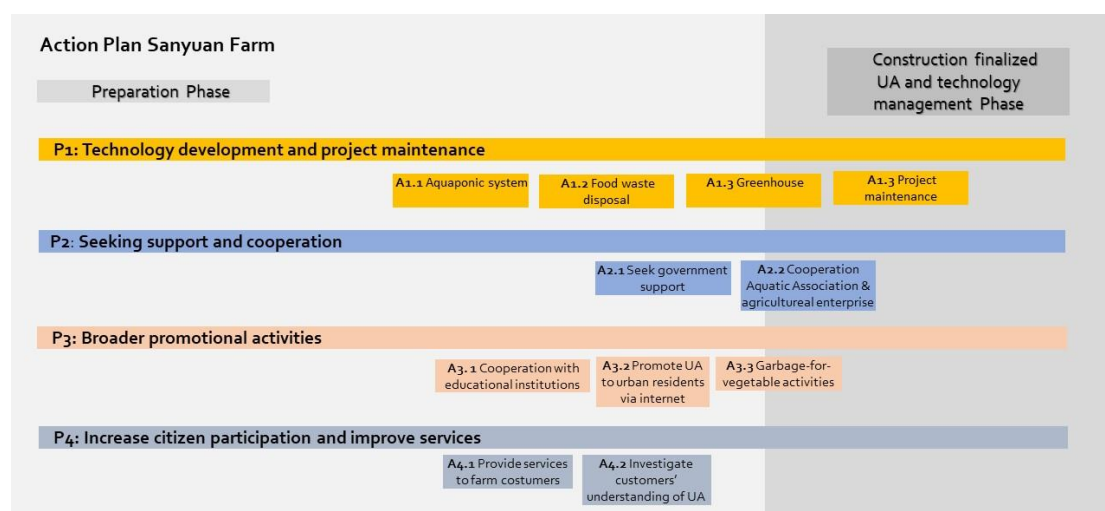 Action Plan Sanyuan Farm
Preparation Phase
Construction finalized
UA and technology
management Phase
P1: Technology development and project maintenance
A1.1 Aquaponic system
A1.2 Food waste
disposal
A1.3 Greenhouse
A1.3 Project
maintenance
P2: Seeking support and cooperation
A2.1 Seek government
support
A2.2 Cooperation
Aquatic Association &
agricultureal enterprise
P3: Broader promotional activities
A3. 1 Cooperation with
educational institutions
A3.2 Promote UA
to urban residents
via internet
A3.3 Garbage-for-
vegetable activities
P4: Increase citizen participation and improve services
A4.1 Provide services
to farm costumers
A4.2 Investigate
customers'
understanding of UA